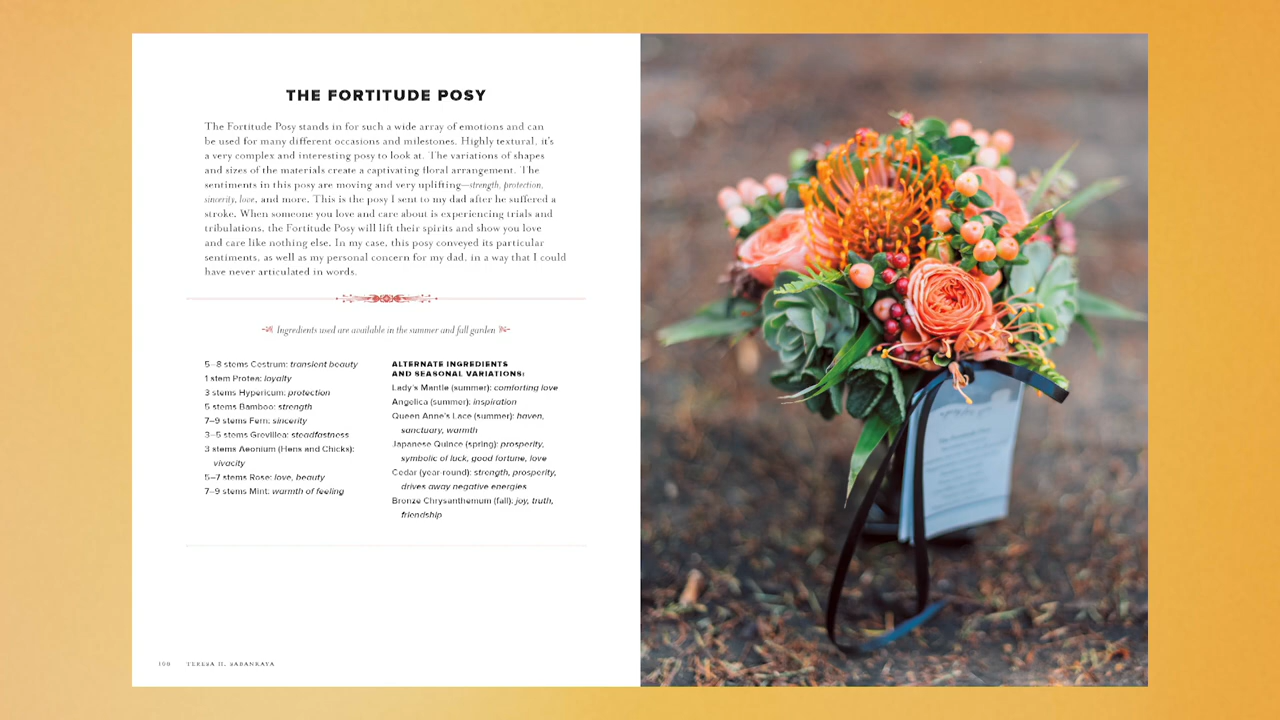 THE FORTITUDE POSY
The Fortitude Posy stands in for such a wide array of emotions and can
be used for many different occasions and milestones. Highly textural, it's
a very complex and interesting posy to look at. The variations of shapes
and sizes of the materials create a captivating floral arrangement. The
sentiments in this posy are moving and very uplifting—strength, protection,
sincerity, love, and more. This is the posy I sent to my dad after he suffered a
stroke. When someone you love and care about is experiencing trials and
tribulations, the Fortitude Posy will lift their spirits and show you love
and care like nothing else. In my case, this posy conveyed its particular
sentiments, as well as my personal concern for my dad, in a way that I could
have never articulated in words.
Ingredients used are available in the summer and fall garden
5–8 stems Cestrum: transient beauty
1 stem Protea: loyalty
3 stems Hypericum: protection
5 stems Bamboo: strength
7–9 stems Fern: sincerity
3–5 stems Grevillea: steadfastness
3 stems Aeonium (Hens and Chicks):
vivacity
5–7 stems Rose: love, beauty
7–9 stems Mint: warmth of feeling
ALTERNATE INGREDIENTS
AND SEASONAL VARIATIONS:
Lady's Mantle (summer): comforting love
Angelica (summer): inspiration
Queen Anne's Lace (summer): haven,
sanctuary, warmth
Japanese Quince (spring): prosperity,
symbolic of luck, good fortune, love
Cedar (year-round): strength, prosperity,
drives away negative energies
Bronze Chrysanthemum (fall): joy, truth,
friendship
TERESA H. SABANKAYA